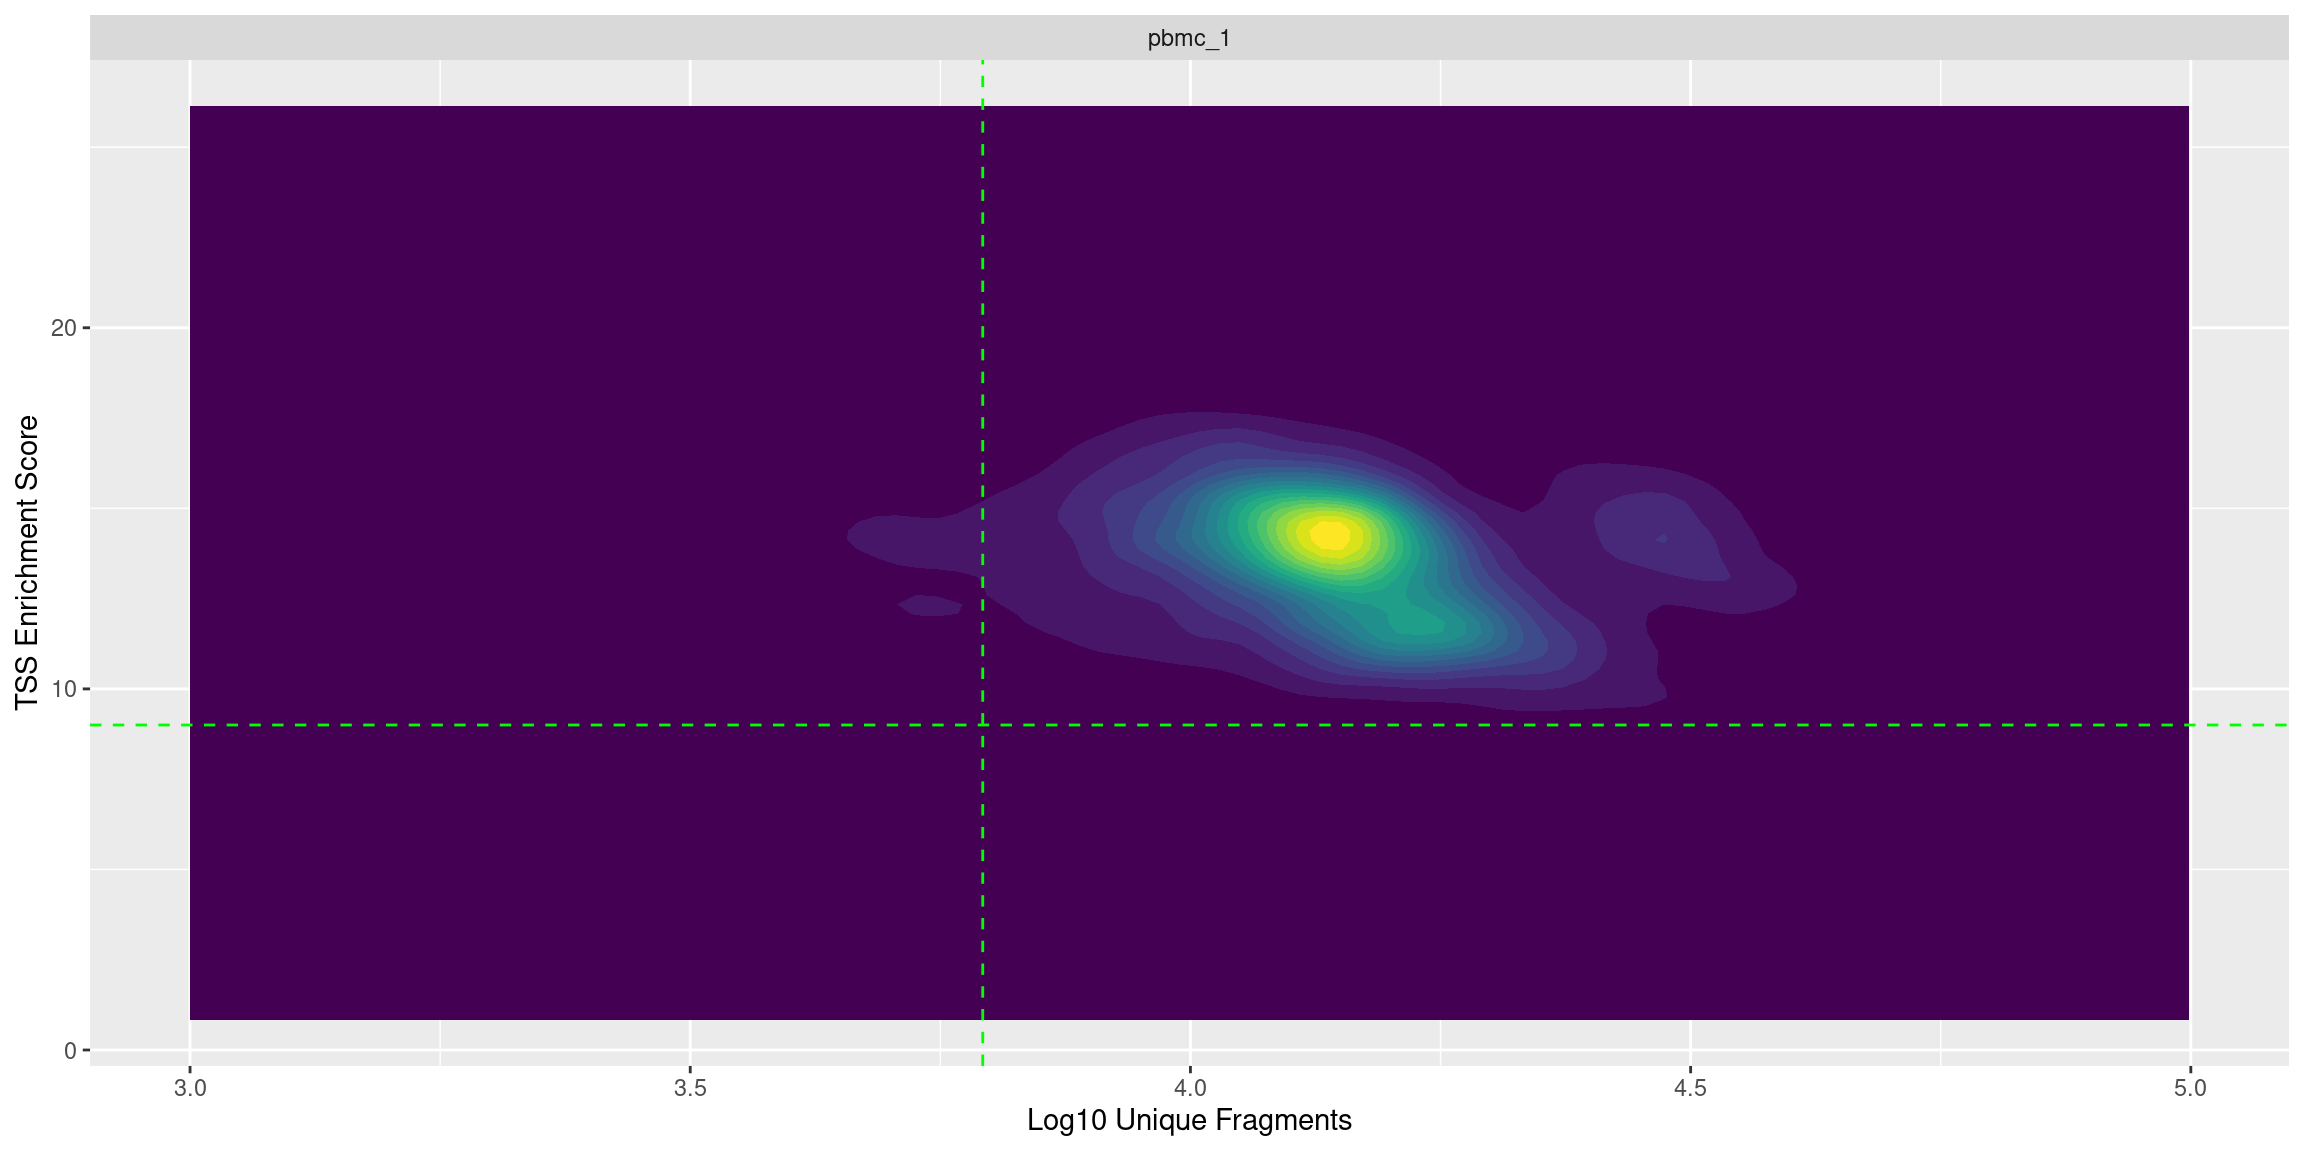 pbmc_1
TSS Enrichment Score
20
10
0
3.0 3.5 4.0 4.5 5.0
Log10 Unique Fragments